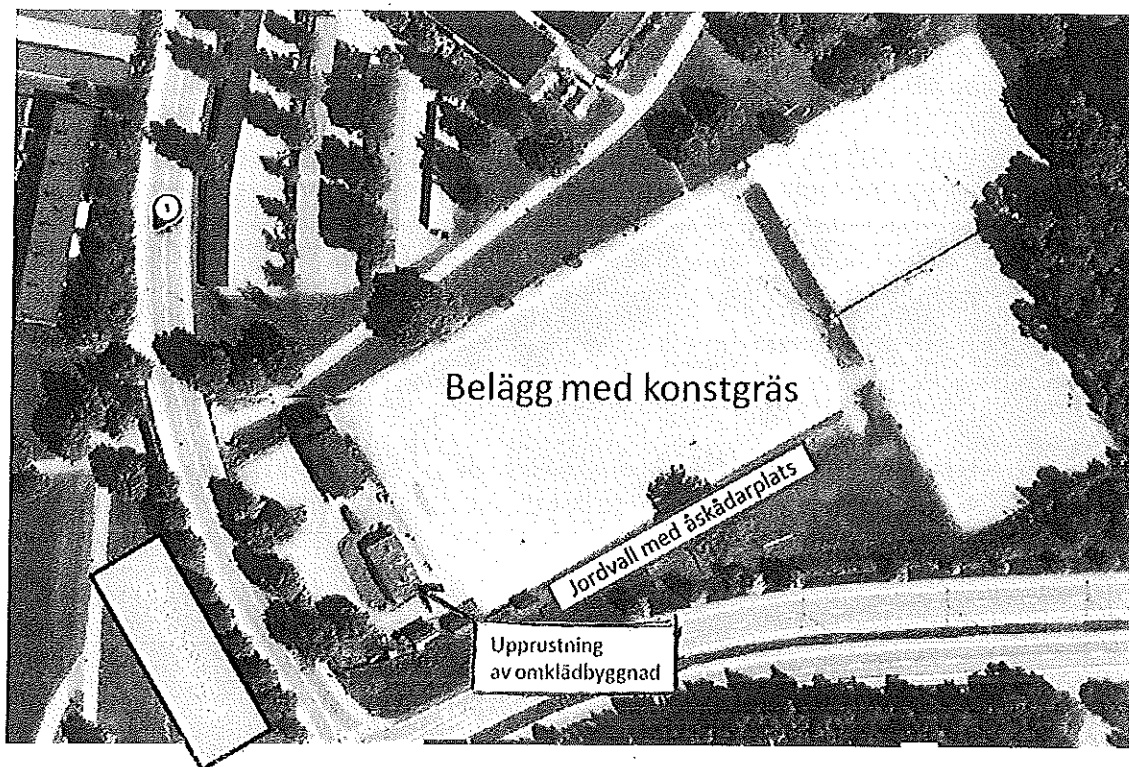 1
Belägg med konstgräs
Jordvall med åskådarplats
Upprustning
av omklädbyggnad